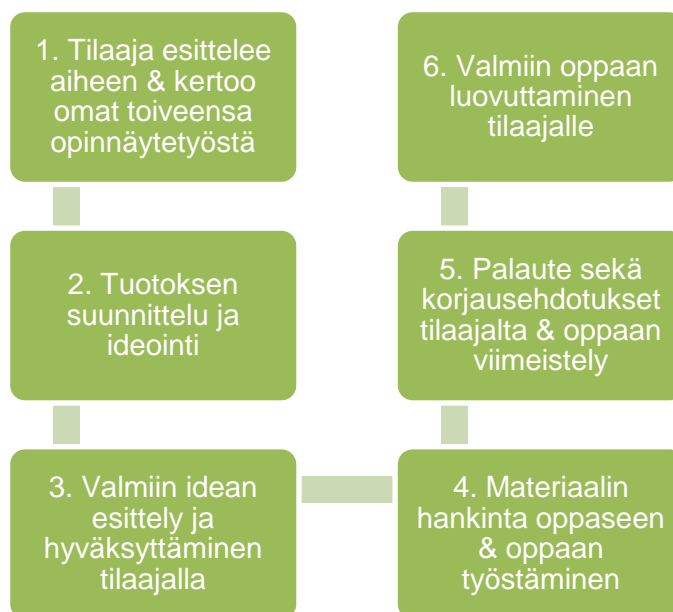 1. Tilaaja esittelee
aiheen & kertoo
omat toiveensa
opinnäytetyöstä
2. Tuotoksen
suunnittelu ja
ideointi
3. Valmiin idean
esittely ja
hyväksyttäminen
tilaajalla
4. Materiaalin
hankinta oppaseen
& oppaan
työstäminen
5. Palaute sekä
korjausehdotukset
tilaajalta & oppaan
viimeistely
6. Valmiin oppaan
luovuttaminen
tilaajalle